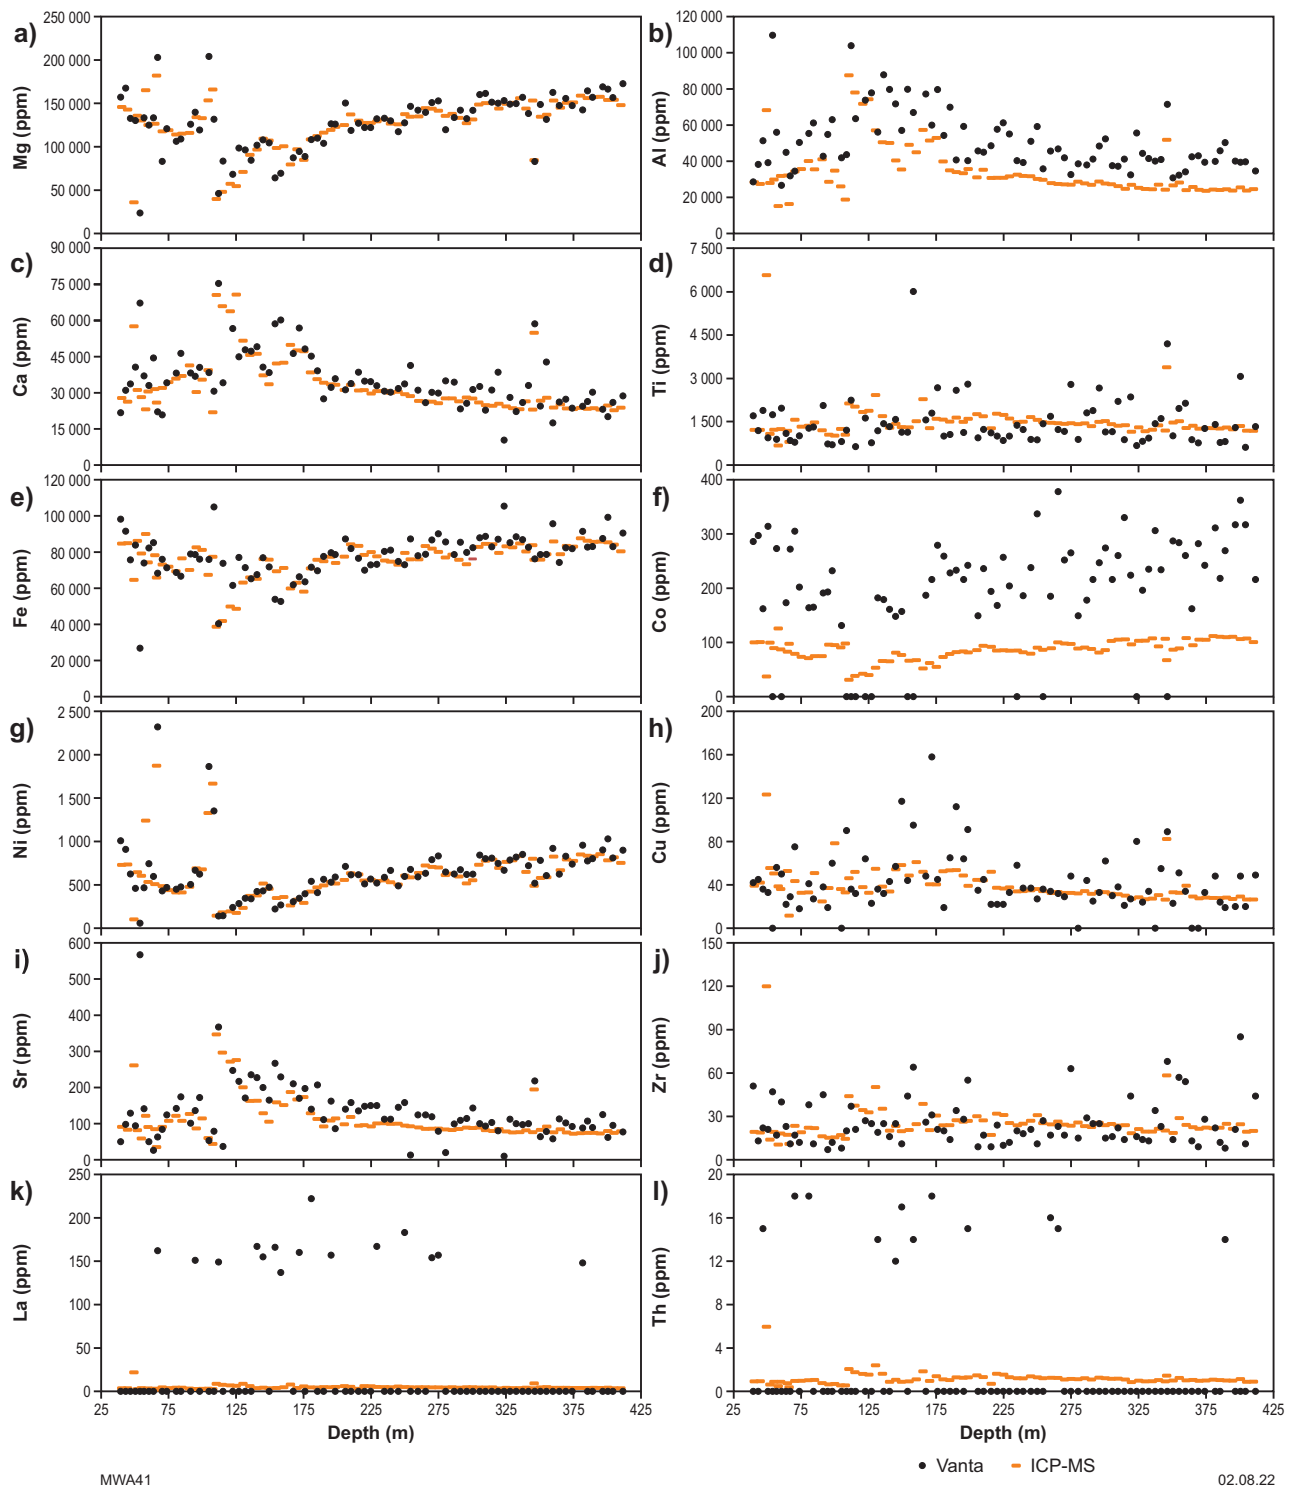 a)
Mg (ppm)
250 000
200 000
150 000
100 000
50 000
0
b)
Al (ppm)
120 000
100 000
80 000
60 000
40 000
20 000
0
c)
Ca (ppm)
90 000
75 000
60 000
45 000
30 000
15 000
0
d)
Ti (ppm)
7 500
6 000
4 500
3 000
1 500
0
e)
Fe (ppm)
120 000
100 000
80 000
60 000
40 000
20 000
0
f)
Co (ppm)
400
300
200
100
0
g)
Ni (ppm)
2 500
2 000
1 500
1 000
500
0
h)
Cu (ppm)
200
160
120
80
40
0
i)
Sr (ppm)
600
500
400
300
200
100
0
j)
Zr (ppm)
150
120
90
60
30
0
k)
La (ppm)
250
200
150
100
50
0
25 75 125 175 225 275 325 375 425
Depth (m)
l)
Th (ppm)
20
16
12
8
4
0
25 75 125 175 225 275 325 375 425
Depth (m)
Vanta ICP-MS
MWA41
02.08.22